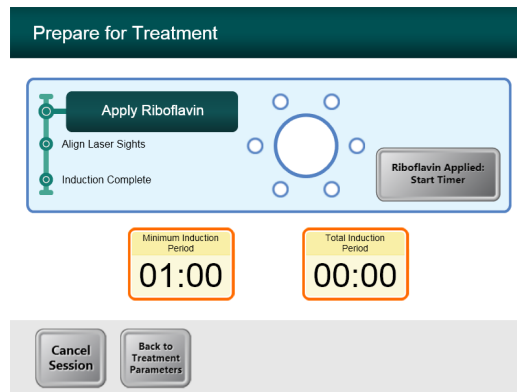 Prepare for Treatment
Apply Riboflavin
Align Laser Sights
Induction Complete
Riboflavin Applied:
Start Timer
Minimum Induction
Period
01:00
Total Induction
Period
00:00
Cancel
Session
Back to
Treatment
Parameters